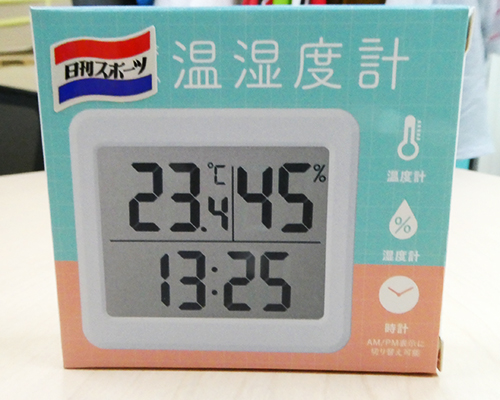 日刊スポーツ
温湿度計
23.4℃ 45%
13:25
温度計
湿度計
時計
AM/PM表示に
切り替え可能